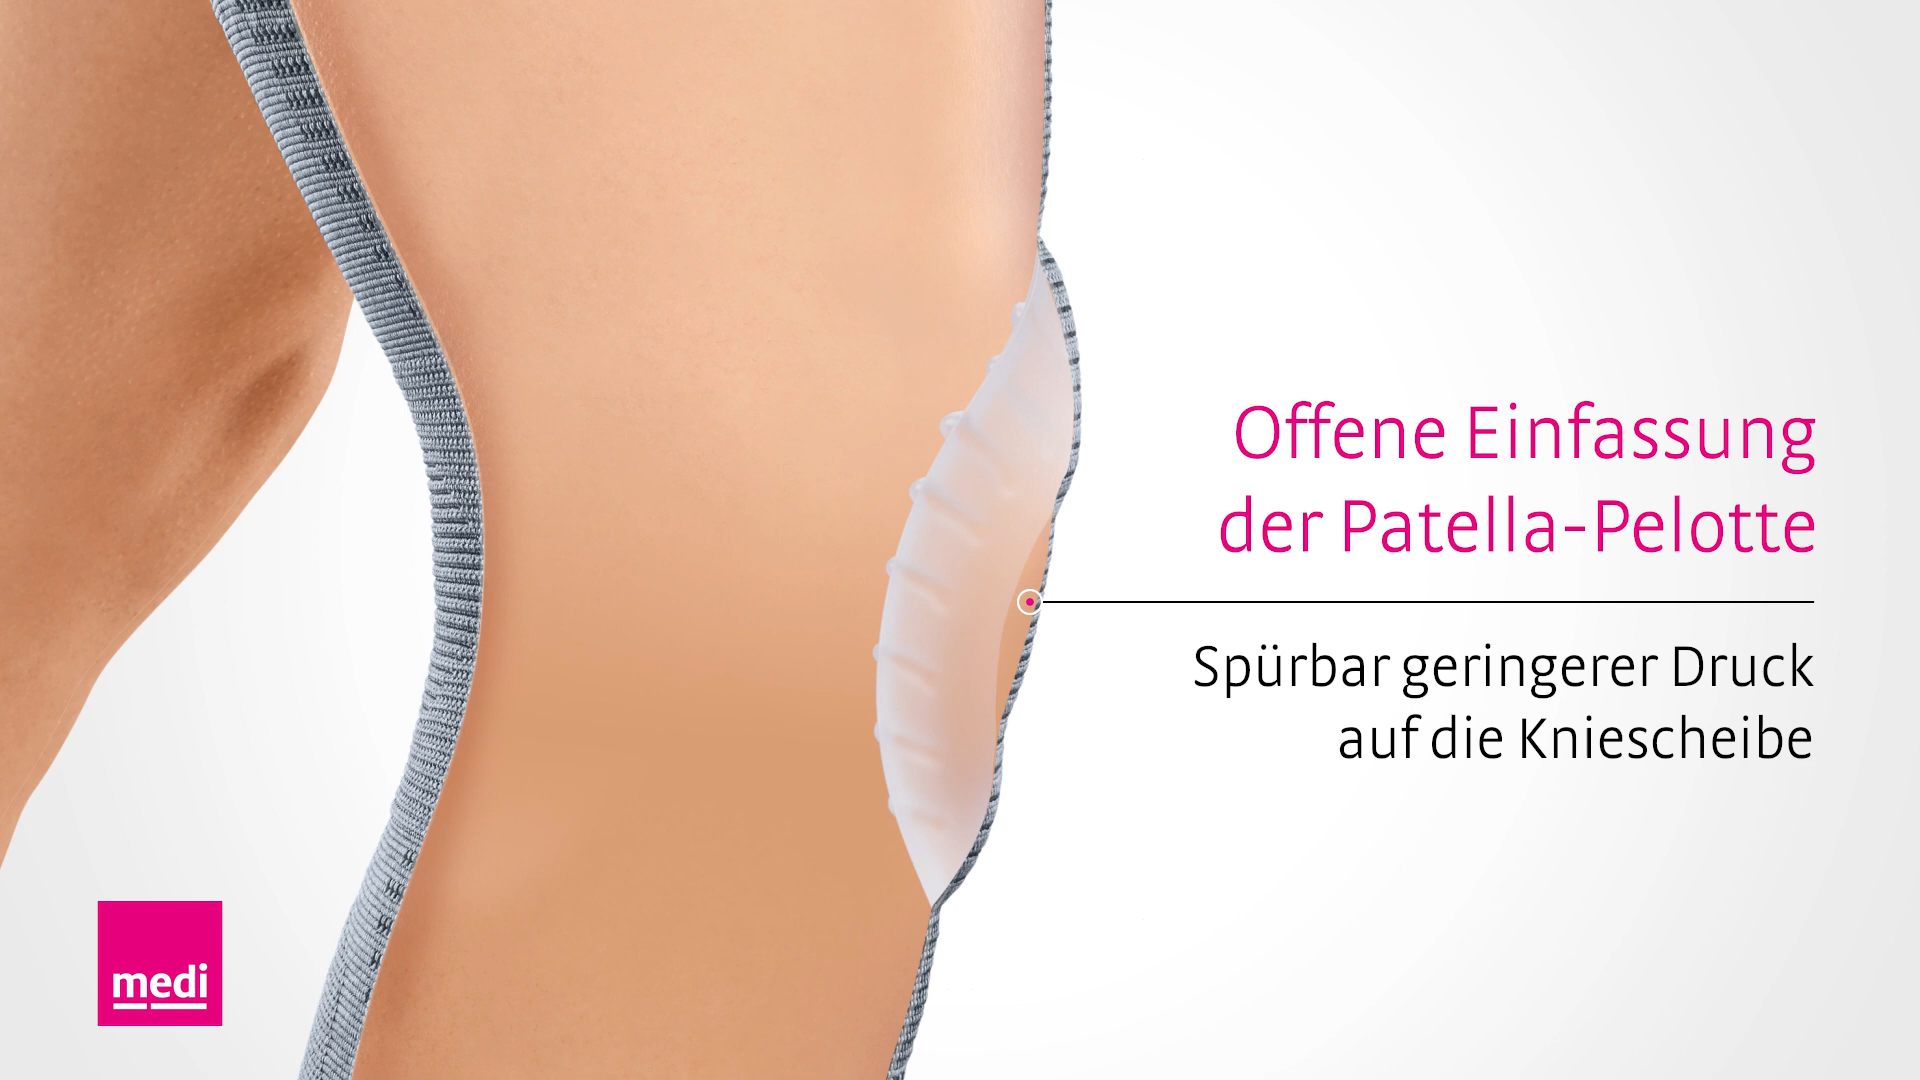 Offene Einfassung
der Patella-Pelotte
Spürbar geringerer Druck
auf die Kniescheibe
medi